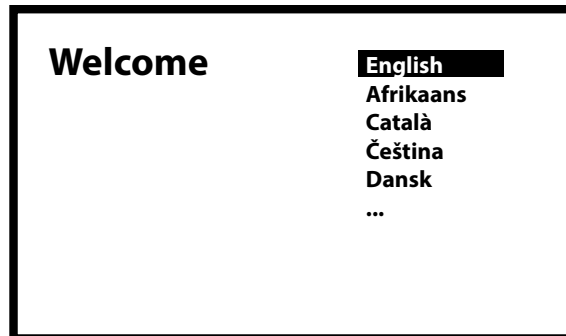 Welcome
English
Afrikaans
Català
Čeština
Dansk
...